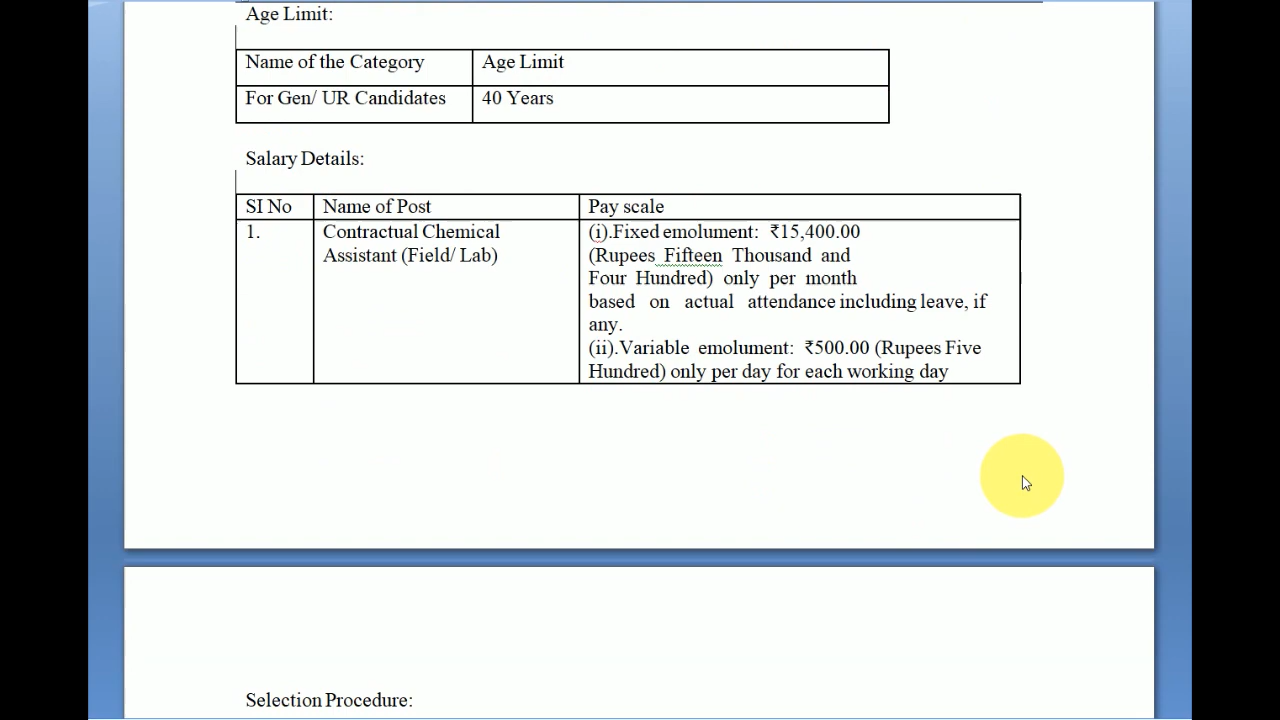 Age Limit:
Name of the Category Age Limit
For Gen/ UR Candidates 40 Years
Salary Details:
SI No Name of Post Pay scale
1. Contractual Chemical (i).Fixed emolument: ₹15,400.00
Assistant (Field/ Lab) (Rupees Fifteen Thousand and
Four Hundred) only per month
based on actual attendance including leave, if
any.
(ii).Variable emolument: ₹500.00 (Rupees Five
Hundred) only per day for each working day
Selection Procedure: